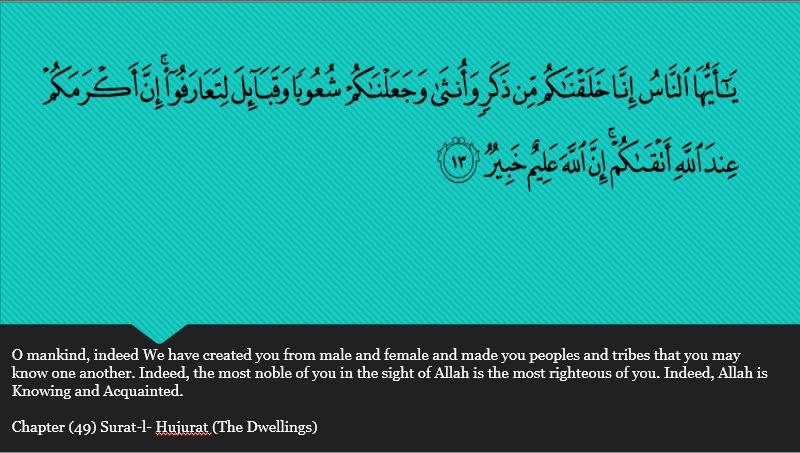 يَـٰٓأَيُّهَا ٱلنَّاسُ إِنَّا خَلَقْنَـٰكُم مِّن ذَكَرٍ وَأُنثَىٰ وَجَعَلْنَـٰكُمْ شُعُوبًا وَقَبَآئِلَ لِتَعَارَفُوٓا۟ ۚ إِنَّ أَكْرَمَكُمْ
عِندَ ٱللَّهِ أَتْقَىٰكُمْ ۚ إِنَّ ٱللَّهَ عَلِيمٌ خَبِيرٌ ١٣
O mankind, indeed We have created you from male and female and made you peoples and tribes that you may
know one another. Indeed, the most noble of you in the sight of Allah is the most righteous of you. Indeed, Allah is
Knowing and Acquainted.
Chapter (49) Surat-l- Hujurat (The Dwellings)